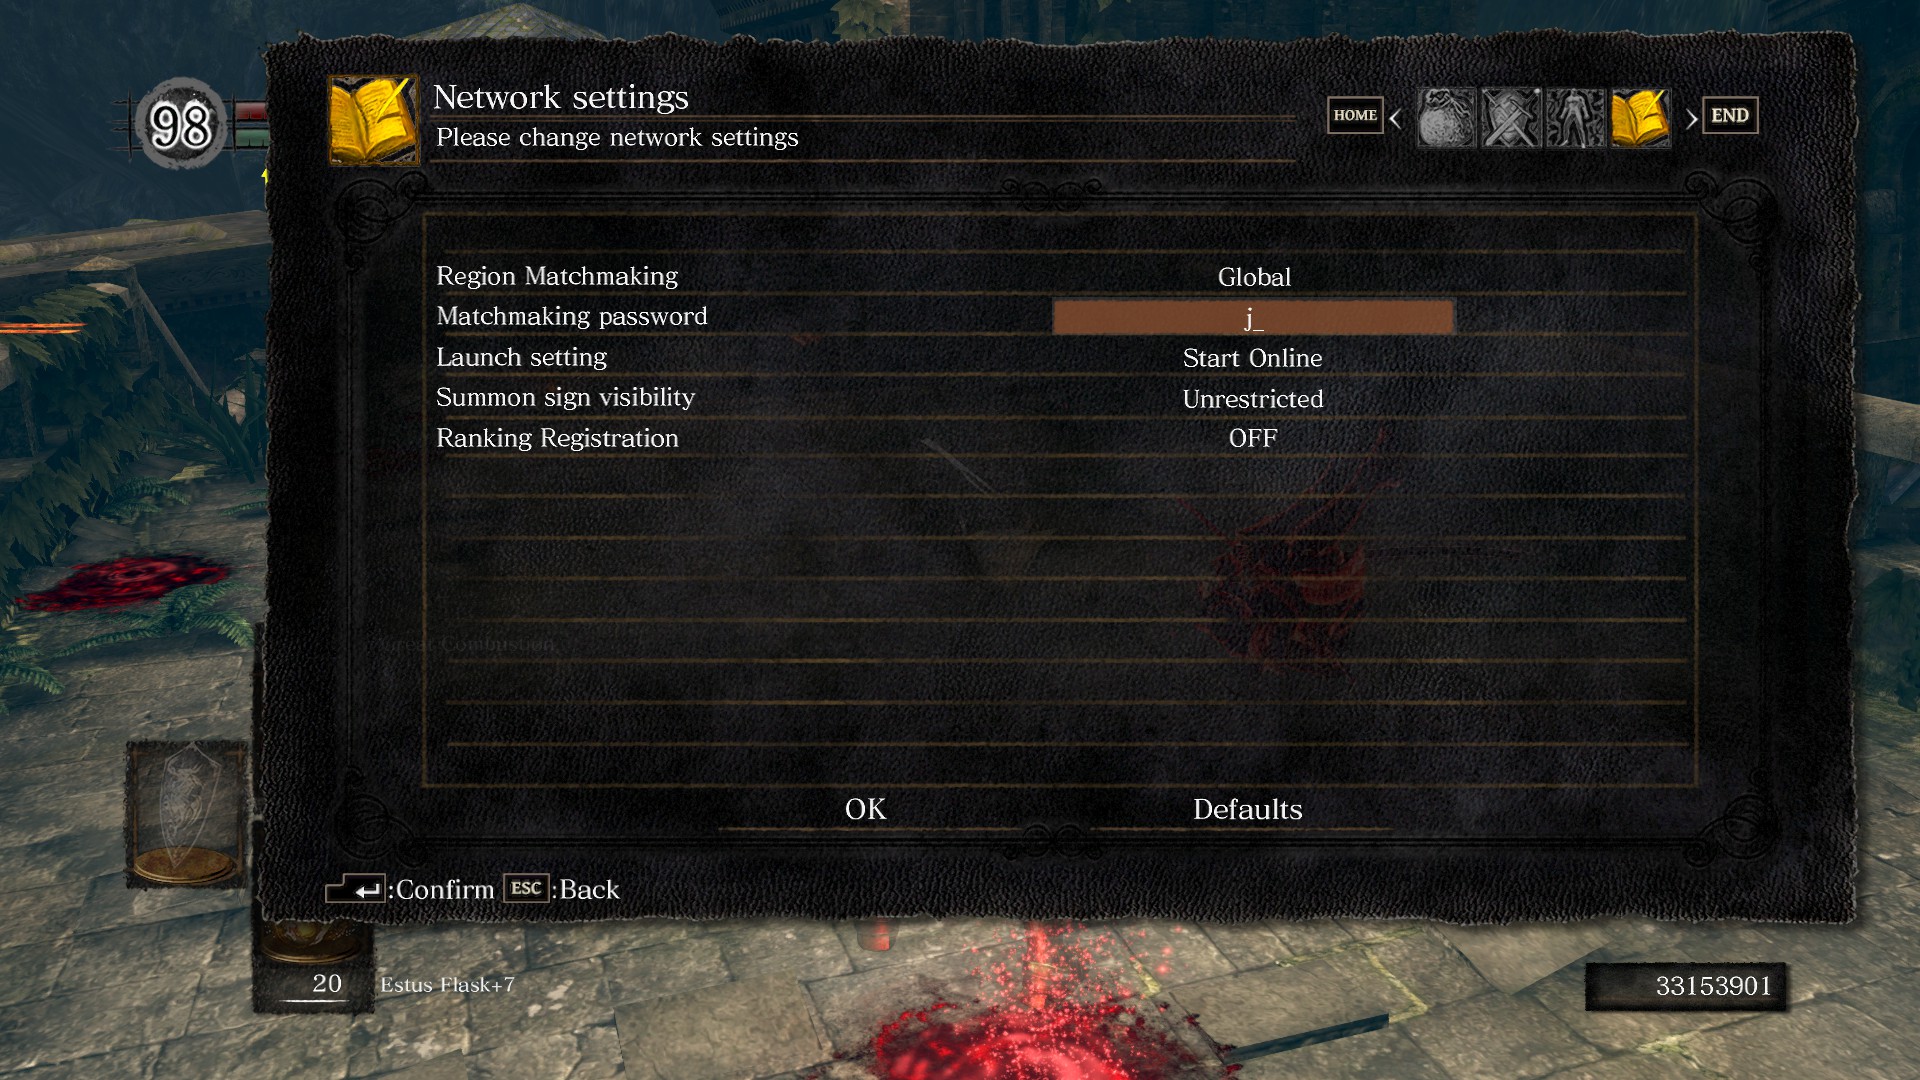 98
Network settings
Please change network settings
HOME
END
Region Matchmaking Global
Matchmaking password j_
Launch setting Start Online
Summon sign visibility Unrestricted
Ranking Registration OFF
OK Defaults
:Confirm ESC :Back
20 Estus Flask+7
33153901